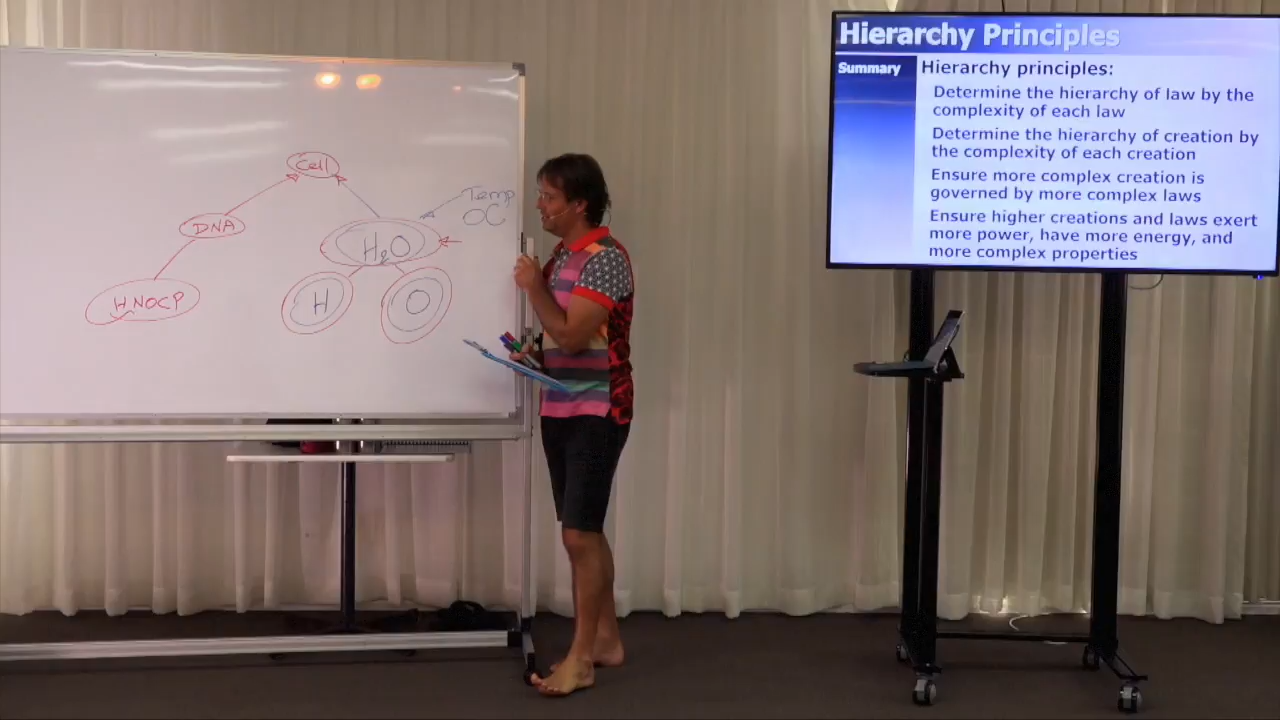 Cell
Temp
DNA
OC
H2O
HNOCP
H
O
Hierarchy Principles
Summary
Hierarchy principles:
Determine the hierarchy of law by the
complexity of each law
Determine the hierarchy of creation by
the complexity of each creation
Ensure more complex creation is
governed by more complex laws
Ensure higher creations and laws exert
more power, have more energy, and
more complex properties